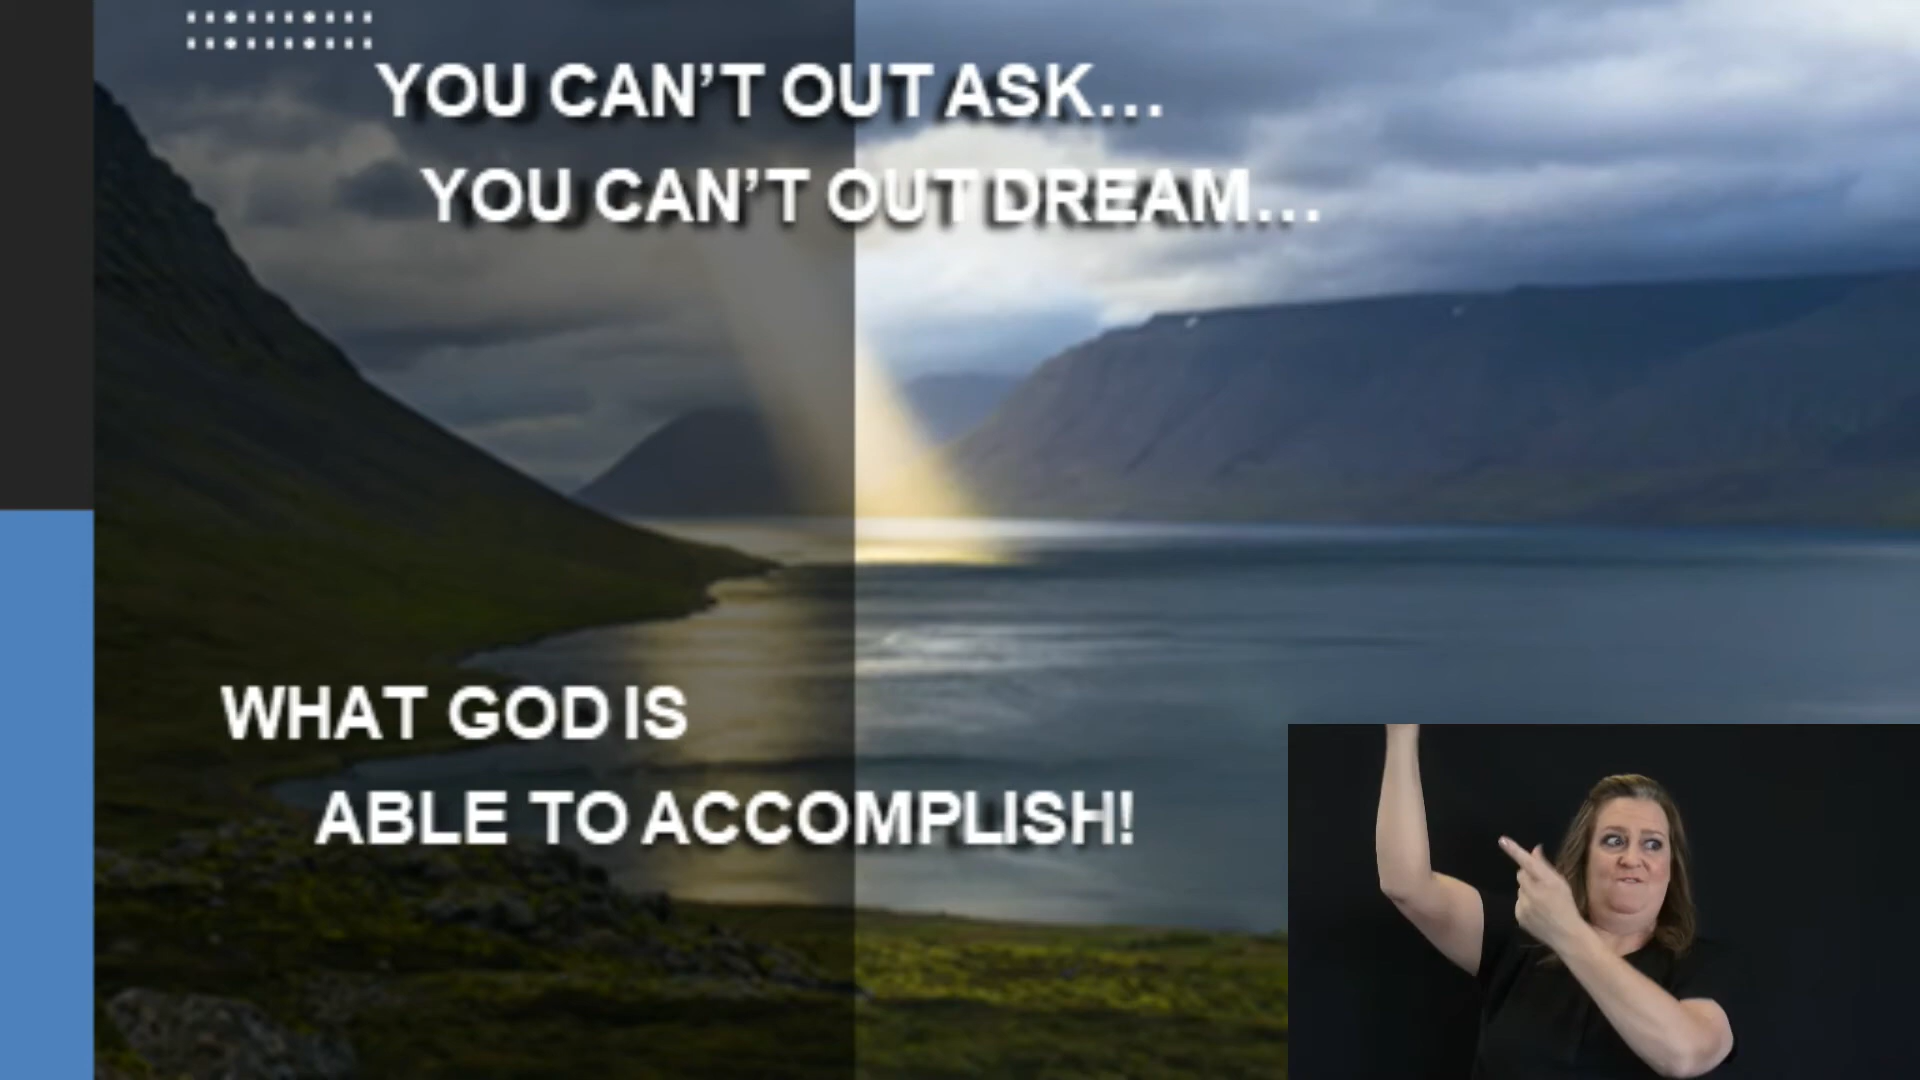 YOU CAN’T OUT ASK...
YOU CAN’T OUT DREAM...
WHAT GOD IS
ABLE TO ACCOMPLISH!